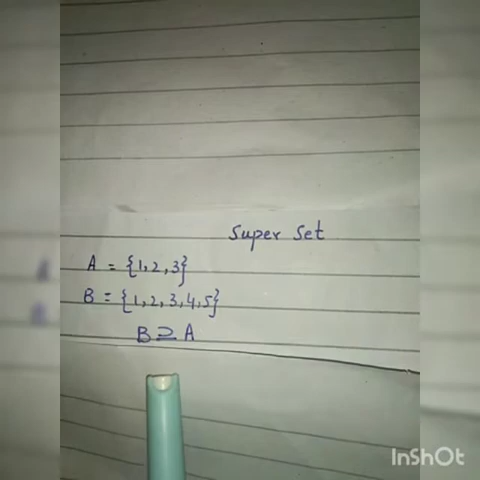 Super Set
A = {1, 2, 3}
B = {1, 2, 3, 4, 5}
B ⊇ A
InShOt